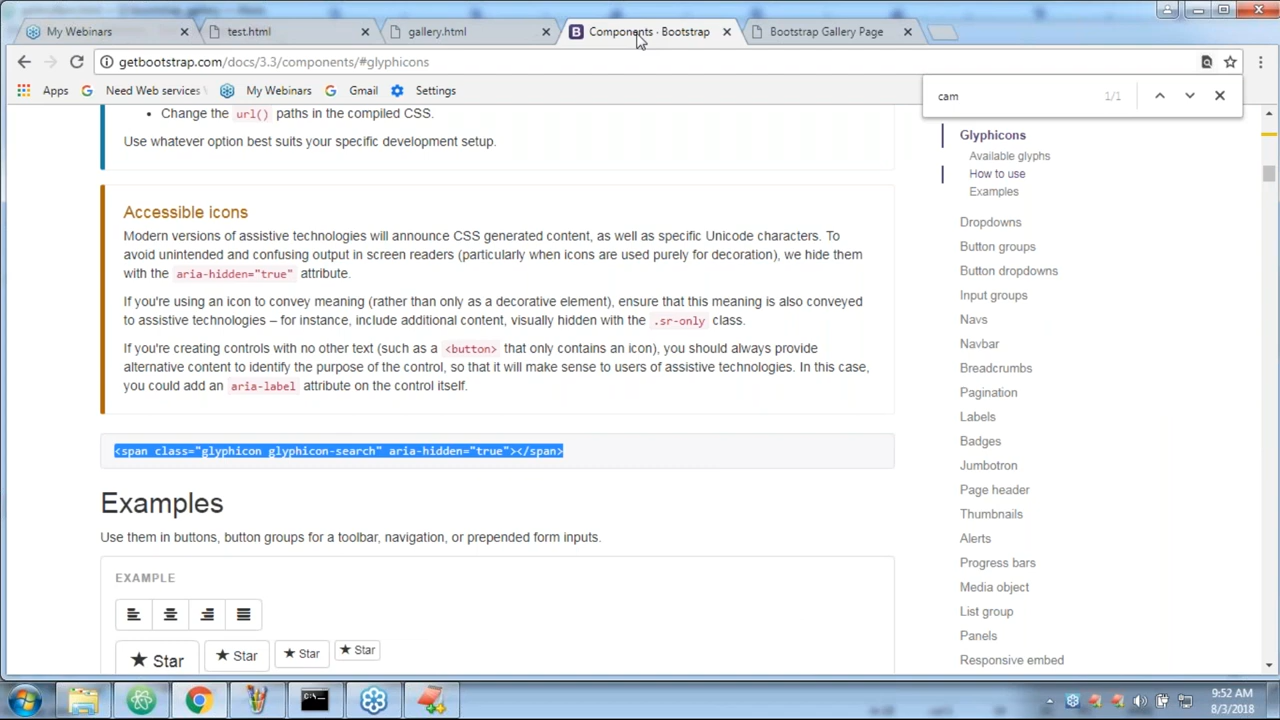 My Webinars
test.html
gallery.html
Components · Bootstrap
Bootstrap Gallery Page
getbootstrap.com/docs/3.3/components/#glyphicons
Apps
Need Web services \
My Webinars
Gmail
Settings
cam
1/1
Change the url() paths in the compiled CSS.
Use whatever option best suits your specific development setup.
Accessible icons
Modern versions of assistive technologies will announce CSS generated content, as well as specific Unicode characters. To
avoid unintended and confusing output in screen readers (particularly when icons are used purely for decoration), we hide them
with the aria-hidden="true" attribute.
If you're using an icon to convey meaning (rather than only as a decorative element), ensure that this meaning is also conveyed
to assistive technologies – for instance, include additional content, visually hidden with the .sr-only class.
If you're creating controls with no other text (such as a <button> that only contains an icon), you should always provide
alternative content to identify the purpose of the control, so that it will make sense to users of assistive technologies. In this case,
you could add an aria-label attribute on the control itself.
<span class="glyphicon glyphicon-search" aria-hidden="true"></span>
Examples
Use them in buttons, button groups for a toolbar, navigation, or prepended form inputs.
EXAMPLE
Star
Star
Star
Star
Glyphicons
Available glyphs
How to use
Examples
Dropdowns
Button groups
Button dropdowns
Input groups
Navs
Navbar
Breadcrumbs
Pagination
Labels
Badges
Jumbotron
Page header
Thumbnails
Alerts
Progress bars
Media object
List group
Panels
Responsive embed
9:52 AM
8/3/2018